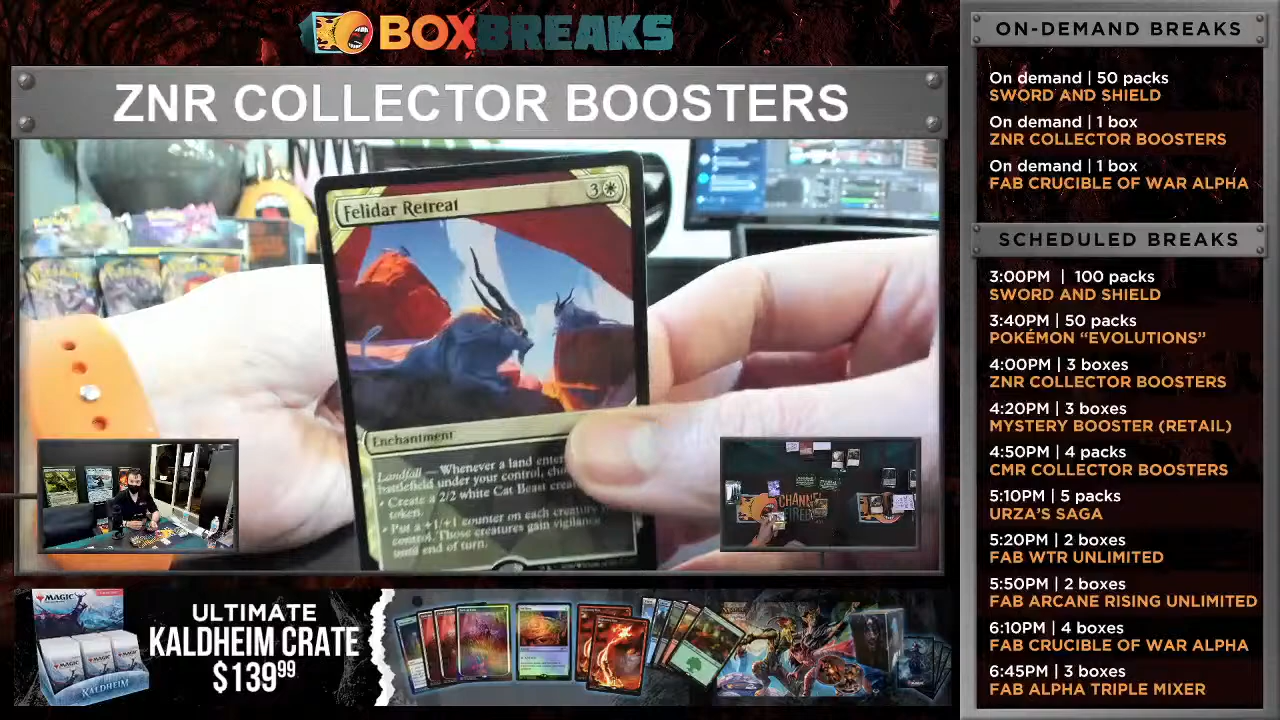 BOXBREAKS
ZNR COLLECTOR BOOSTERS
Felidar Retreat
3
Enchantment
Landfall — Whenever a land enter
battlefield under your control, ch
• Create a 2/2 white Cat Beast crea
token.
• Put a +1/+1 counter on each creature
control. Those creatures gain vigilance
until end of turn.
CHANNEL
MAGIC
KALDHEIM
ULTIMATE
KALDHEIM CRATE
$139.99
ON-DEMAND BREAKS
On demand | 50 packs
SWORD AND SHIELD
On demand | 1 box
ZNR COLLECTOR BOOSTERS
On demand | 1 box
FAB CRUCIBLE OF WAR ALPHA
SCHEDULED BREAKS
3:00PM | 100 packs
SWORD AND SHIELD
3:40PM | 50 packs
POKÉMON “EVOLUTIONS”
4:00PM | 3 boxes
ZNR COLLECTOR BOOSTERS
4:20PM | 3 boxes
MYSTERY BOOSTER (RETAIL)
4:50PM | 4 packs
CMR COLLECTOR BOOSTERS
5:10PM | 5 packs
URZA'S SAGA
5:20PM | 2 boxes
FAB WTR UNLIMITED
5:50PM | 2 boxes
FAB ARCANE RISING UNLIMITED
6:10PM | 4 boxes
FAB CRUCIBLE OF WAR ALPHA
6:45PM | 3 boxes
FAB ALPHA TRIPLE MIXER